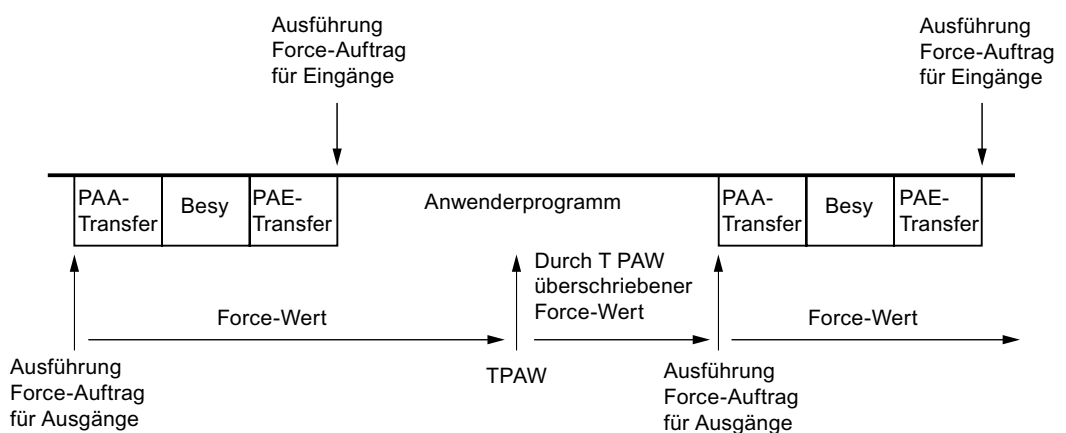 Ausführung
Force-Auftrag
für Eingänge
Ausführung
Force-Auftrag
für Eingänge
PAA-
Transfer
Besy
PAE-
Transfer
Anwenderprogramm
PAA-
Transfer
Besy
PAE-
Transfer
Durch T PAW
überschriebener
Force-Wert
Force-Wert
Force-Wert
Ausführung
Force-Auftrag
für Ausgänge
TPAW
Ausführung
Force-Auftrag
für Ausgänge